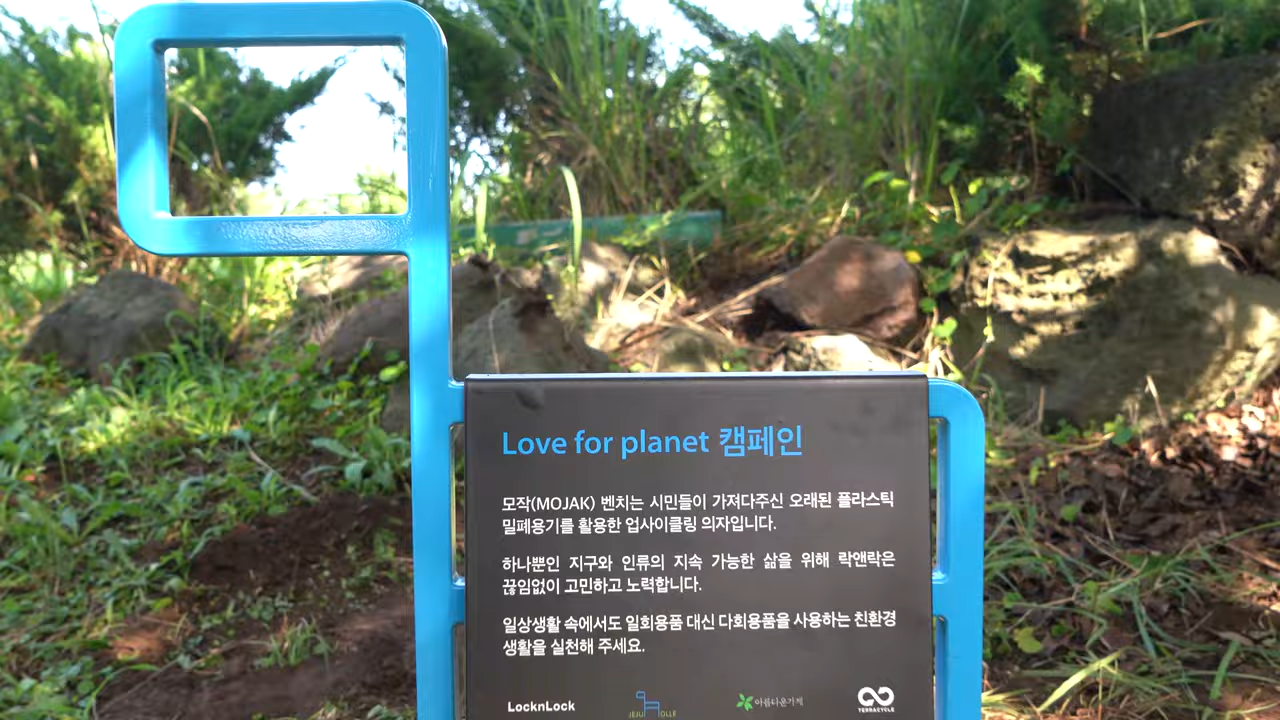 Love for planet 캠페인
모작(MOJAK) 벤치는 시민들이 가져다주신 오래된 플라스틱
밀폐용기를 활용한 업사이클링 의자입니다.
하나뿐인 지구와 인류의 지속 가능한 삶을 위해 락앤락은
끊임없이 고민하고 노력합니다.
일상생활 속에서도 일회용품 대신 다회용품을 사용하는 친환경
생활을 실천해 주세요.
LocknLock
JEJU OLLE
아름다운가게
TERRACYCLE